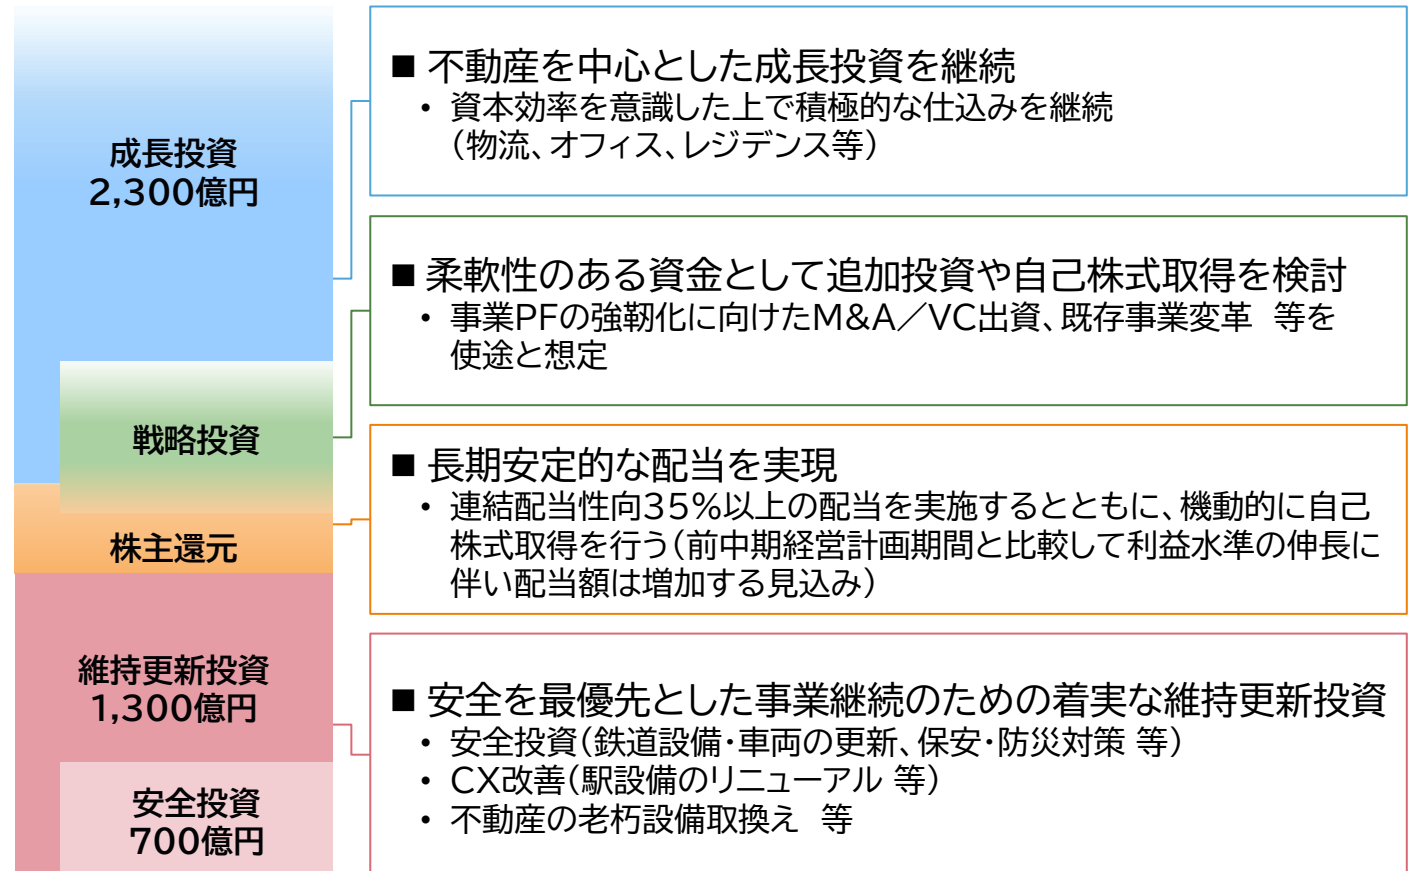 成長投資
2,300億円
■ 不動産を中心とした成長投資を継続
• 資本効率を意識した上で積極的な仕込みを継続
（物流、オフィス、レジデンス等）
戦略投資
■ 柔軟性のある資金として追加投資や自己株式取得を検討
• 事業PFの強靭化に向けたM&A／VC出資、既存事業変革　等を
使途と想定
株主還元
■ 長期安定的な配当を実現
• 連結配当性向35％以上の配当を実施するとともに、機動的に自己
株式取得を行う（前中期経営計画期間と比較して利益水準の伸長に
伴い配当額は増加する見込み）
維持更新投資
1,300億円
安全投資
700億円
■ 安全を最優先とした事業継続のための着実な維持更新投資
• 安全投資（鉄道設備・車両の更新、保安・防災対策 等）
• CX改善（駅設備のリニューアル 等）
• 不動産の老朽設備取換え　等